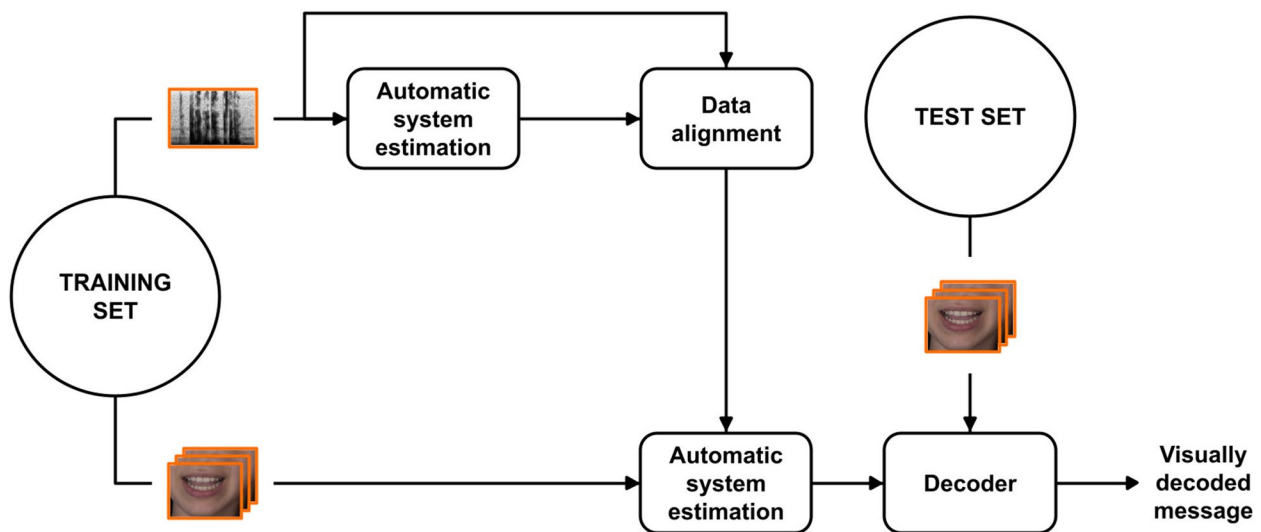 Automatic
system
estimation
Data
alignment
TEST SET
TRAINING
SET
Automatic
system
estimation
Decoder
Visually
decoded
message